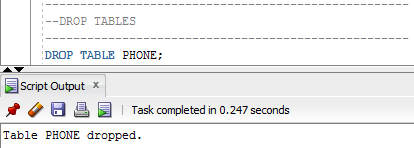 --------------------------------------------------------
--DROP TABLES
--------------------------------------------------------
DROP TABLE PHONE;
Script Output x
Task completed in 0.247 seconds
Table PHONE dropped.